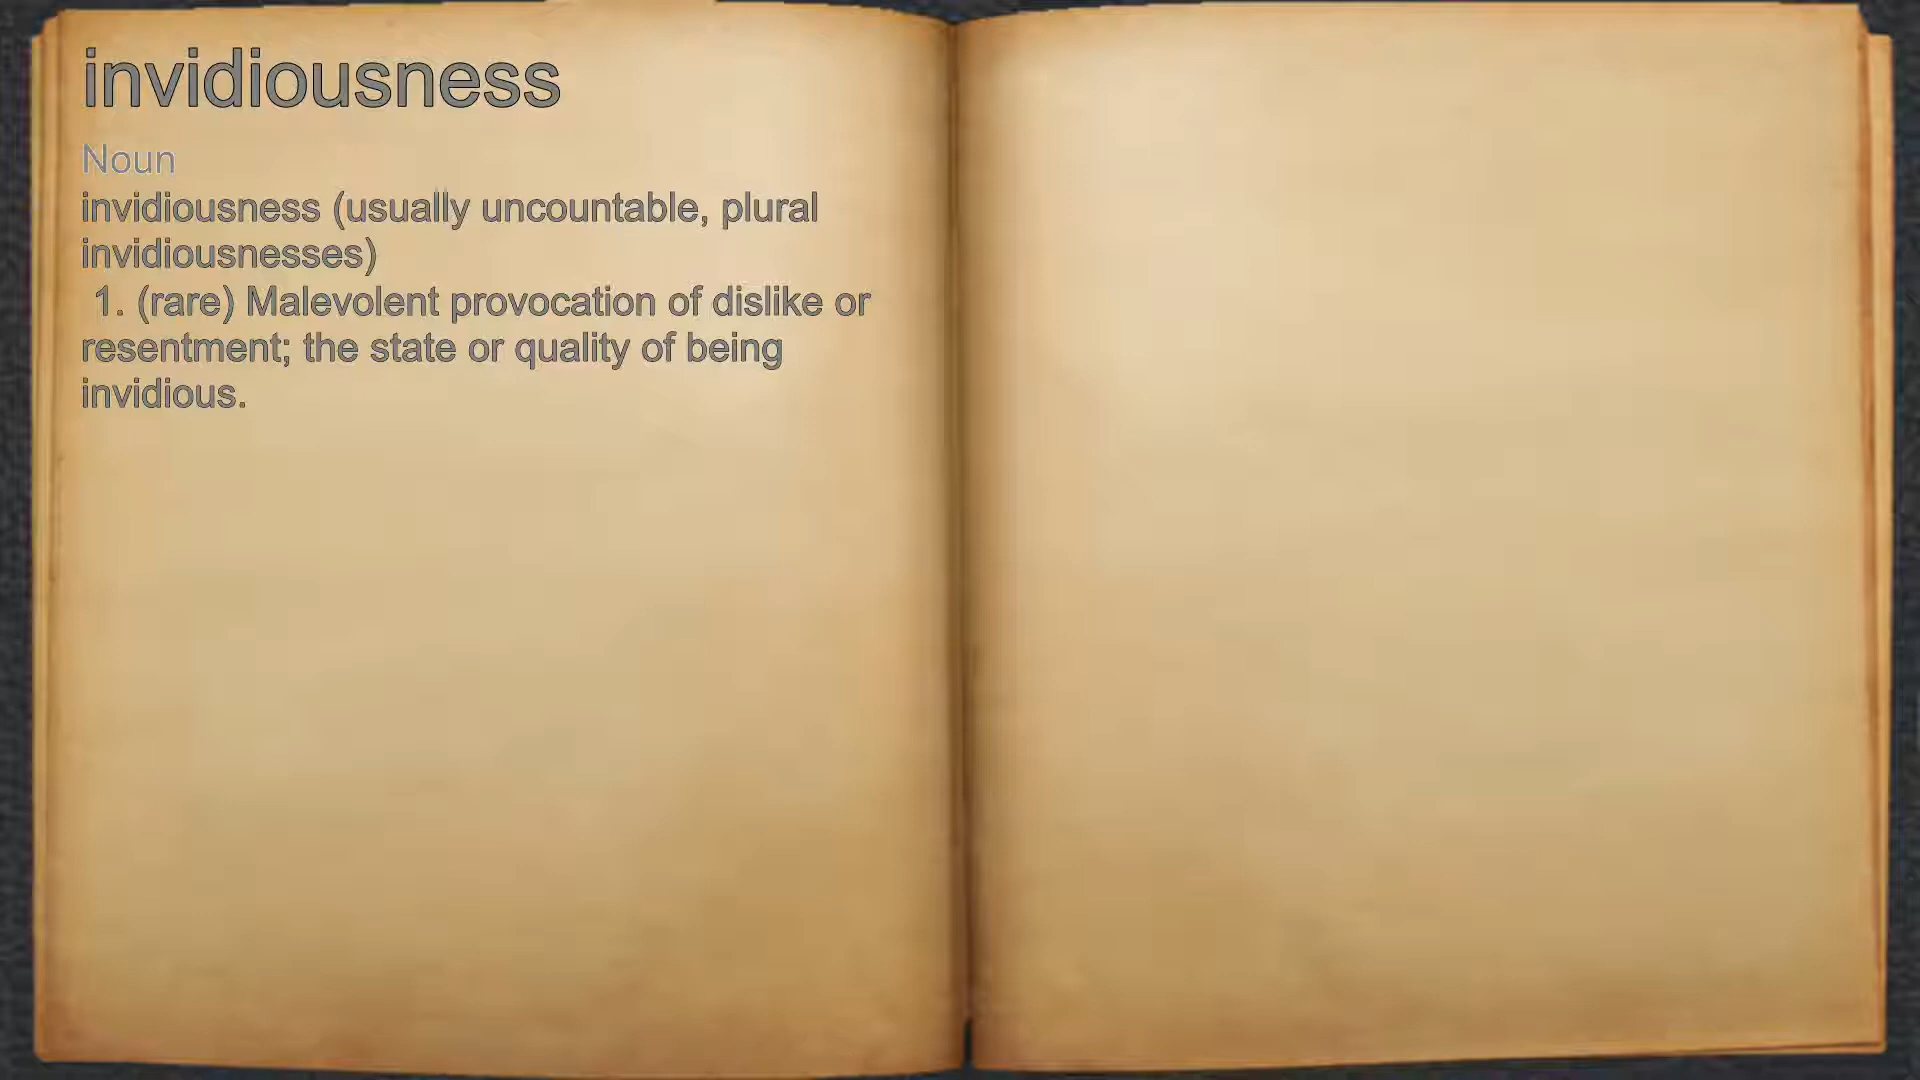 invidiousness
Noun
invidiousness (usually uncountable, plural
invidiousnesses)
1. (rare) Malevolent provocation of dislike or
resentment; the state or quality of being
invidious.